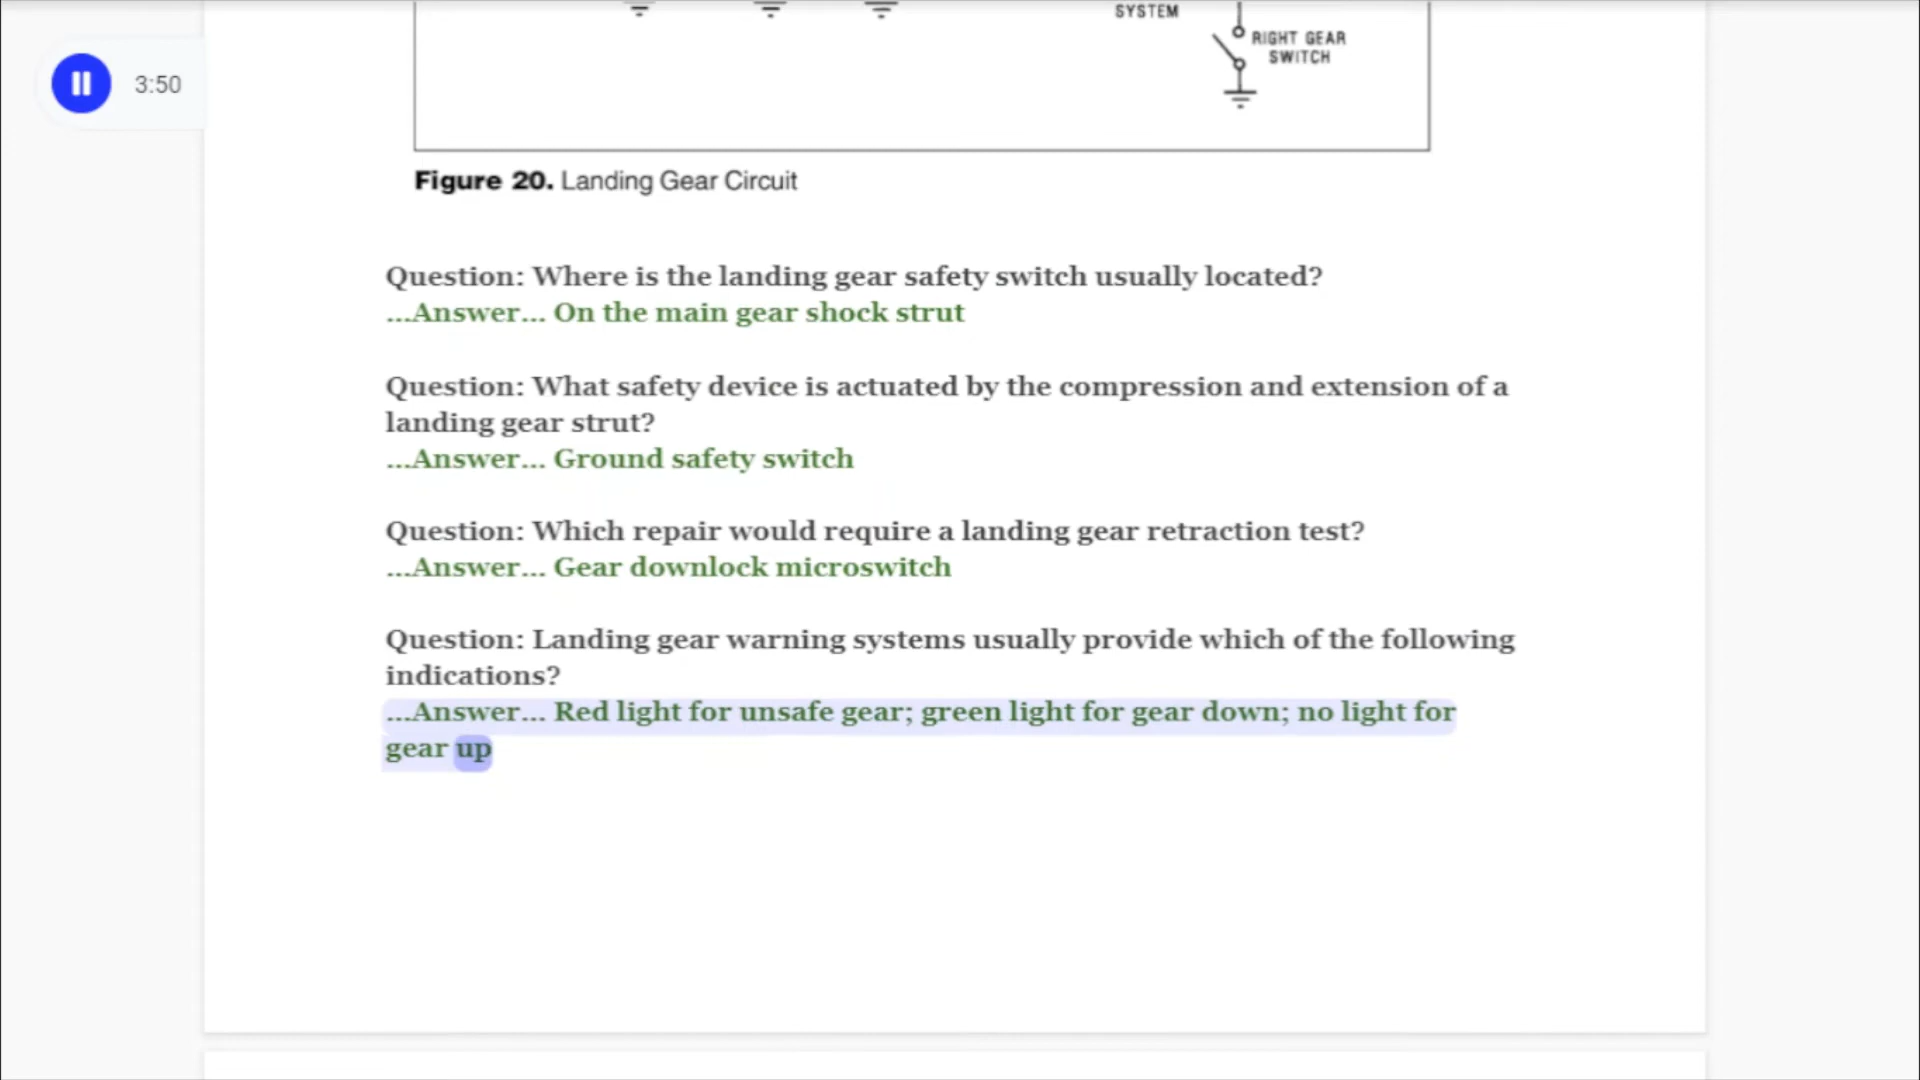 SYSTEM
RIGHT GEAR
SWITCH
3:50
Figure 20. Landing Gear Circuit
Question: Where is the landing gear safety switch usually located?
...Answer... On the main gear shock strut
Question: What safety device is actuated by the compression and extension of a
landing gear strut?
...Answer... Ground safety switch
Question: Which repair would require a landing gear retraction test?
...Answer... Gear downlock microswitch
Question: Landing gear warning systems usually provide which of the following
indications?
...Answer... Red light for unsafe gear; green light for gear down; no light for
gear up